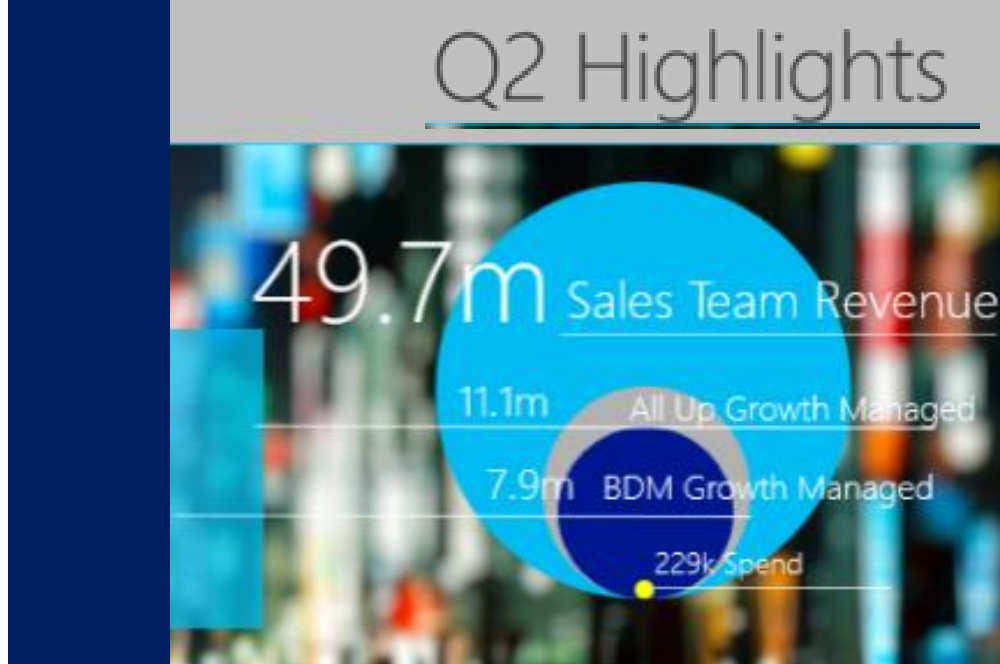 Q2 Highlights
49.7m Sales Team Revenue
11.1m All Up Growth Managed
7.9m BDM Growth Managed
229k Spend